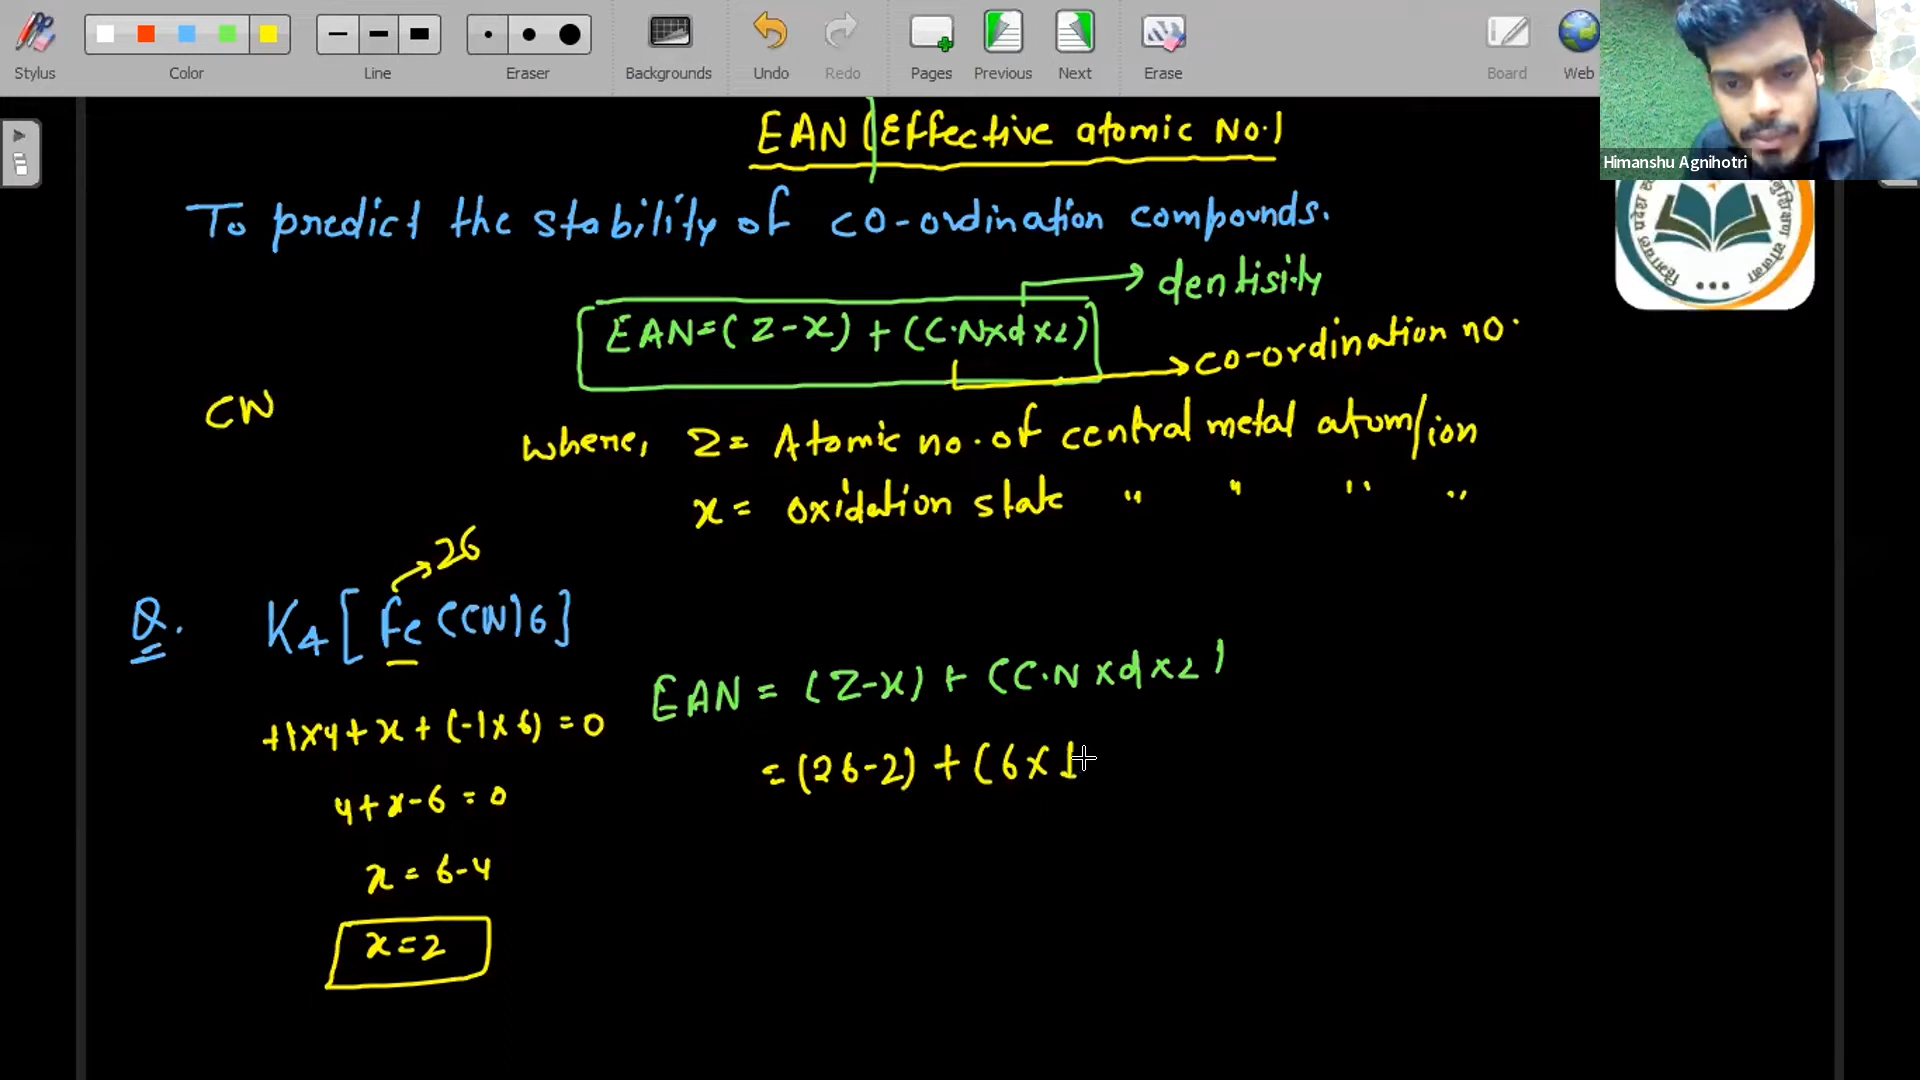 Stylus
Color
Line
Eraser
Backgrounds
Undo
Redo
Pages
Previous
Next
Erase
Board
Web
Himanshu Agnihotri
EAN (Effective atomic No.)
To predict the stability of co-ordination compounds.
dentisity
EAN=(Z-x) + (C.N×d×2)
co-ordination no.
CN
where, Z= Atomic no. of central metal atom/ion
x= oxidation state " " " "
26
Q. K4[Fe(CN)6]
EAN = (Z-x) + (C.N×d×2)
+1×4+x+(-1×6)=0
=(26-2)+(6×1
4+x-6=0
x=6-4
x=2